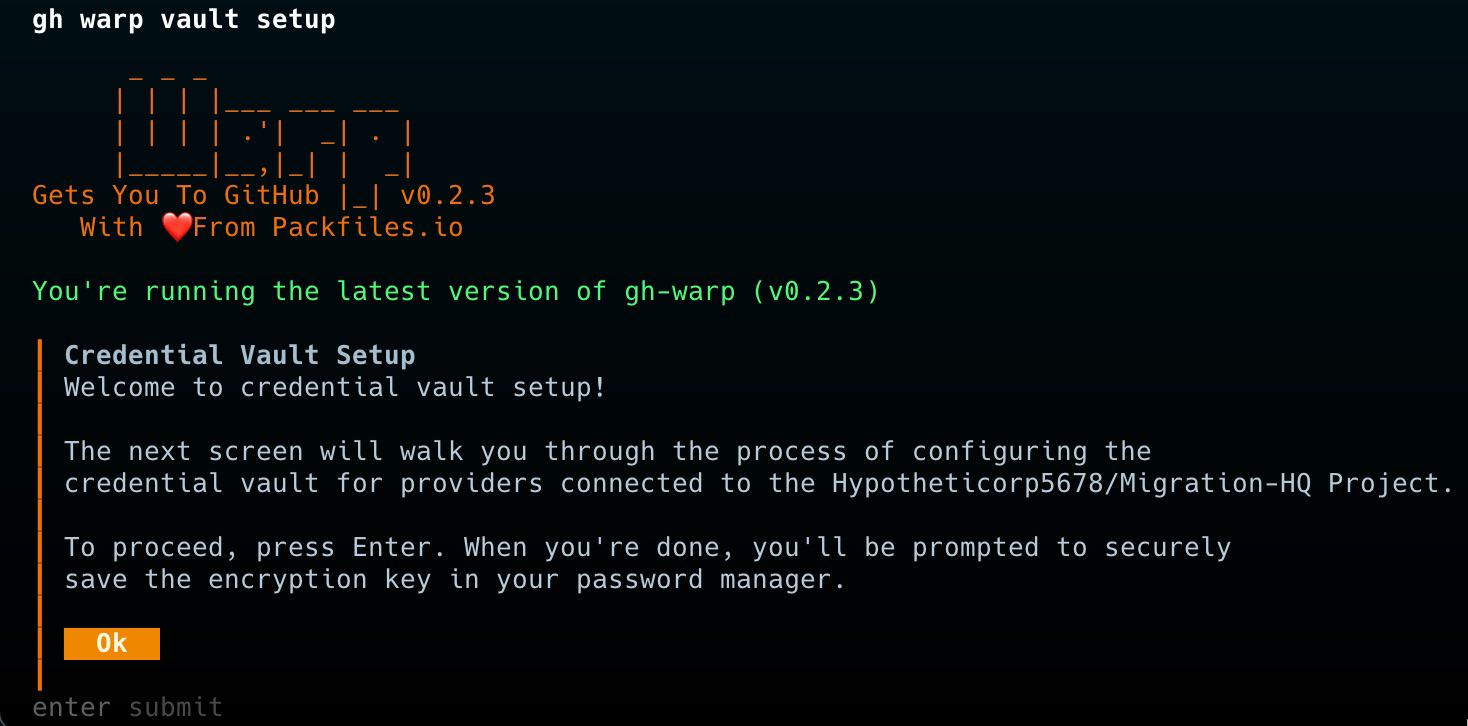 gh warp vault setup
 _ _ _
| | | |___ ___ ___
| | | | .'|  _| . |
|_____|__,|_| |  _|
Gets You To GitHub |_| v0.2.3
With ❤️From Packfiles.io
You're running the latest version of gh-warp (v0.2.3)
Credential Vault Setup
Welcome to credential vault setup!
The next screen will walk you through the process of configuring the
credential vault for providers connected to the Hypotheticorp5678/Migration-HQ Project.
To proceed, press Enter. When you're done, you'll be prompted to securely
save the encryption key in your password manager.
Ok
enter submit